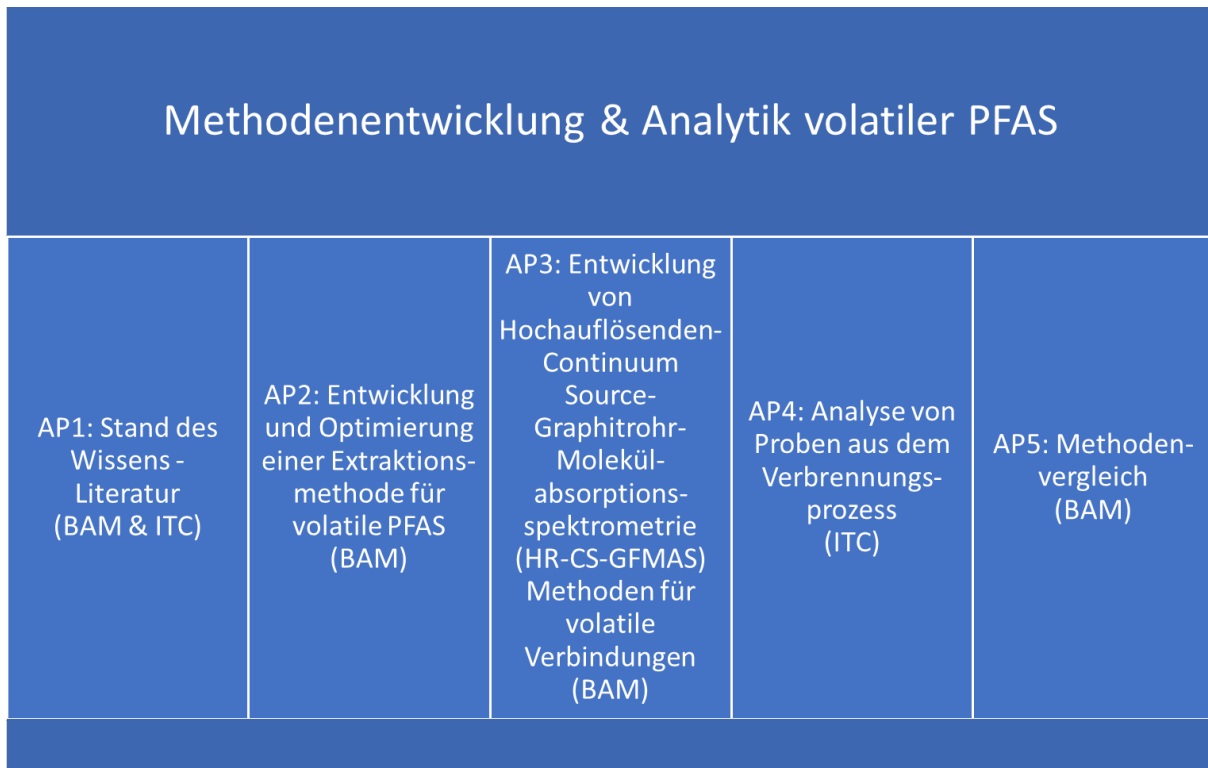 Methodenentwicklung & Analytik volatiler PFAS
AP1: Stand des
Wissens -
Literatur
(BAM & ITC)
AP2: Entwicklung
und Optimierung
einer Extraktions-
methode für
volatile PFAS
(BAM)
AP3: Entwicklung
von
Hochauflösenden-
Continuum
Source-
Graphitrohr-
Molekül-
absorptions-
spektrometrie
(HR-CS-GFMAS)
Methoden für
volatile
Verbindungen
(BAM)
AP4: Analyse von
Proben aus dem
Verbrennungs-
prozess
(ITC)
AP5: Methoden-
vergleich
(BAM)